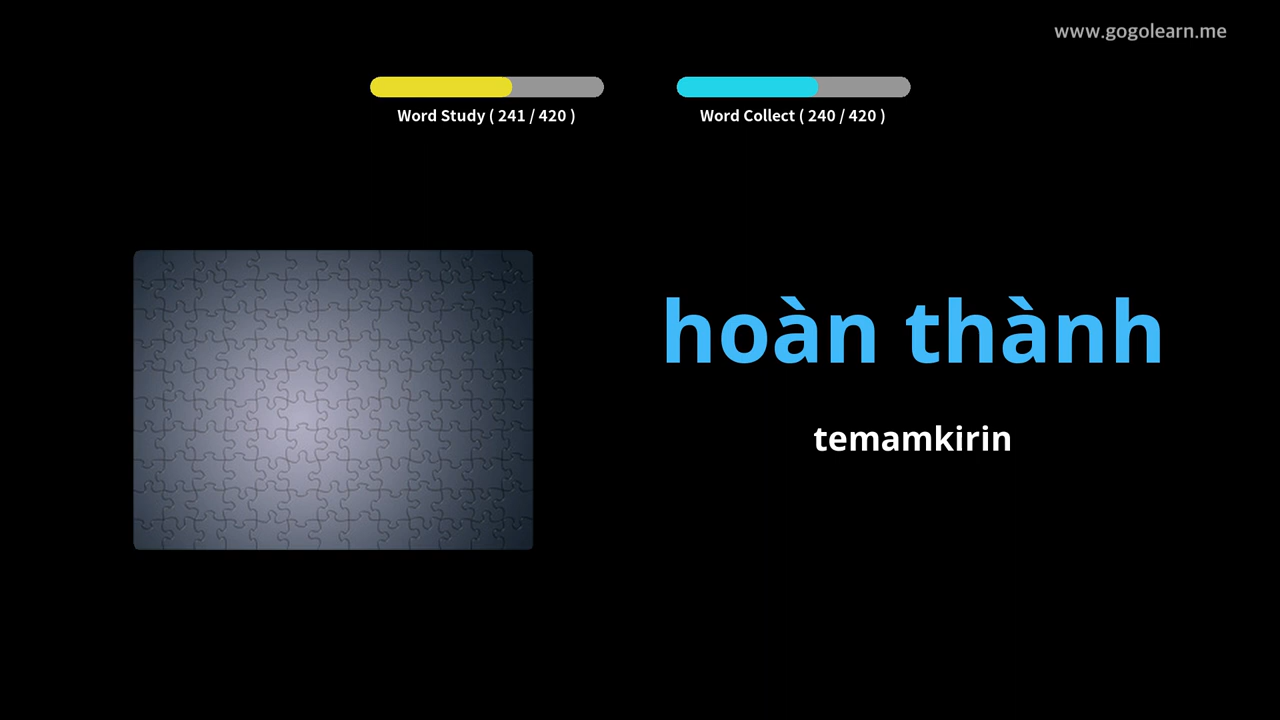 www.gogolearn.me
Word Study ( 241 / 420 )
Word Collect ( 240 / 420 )
hoàn thành
temamkirin